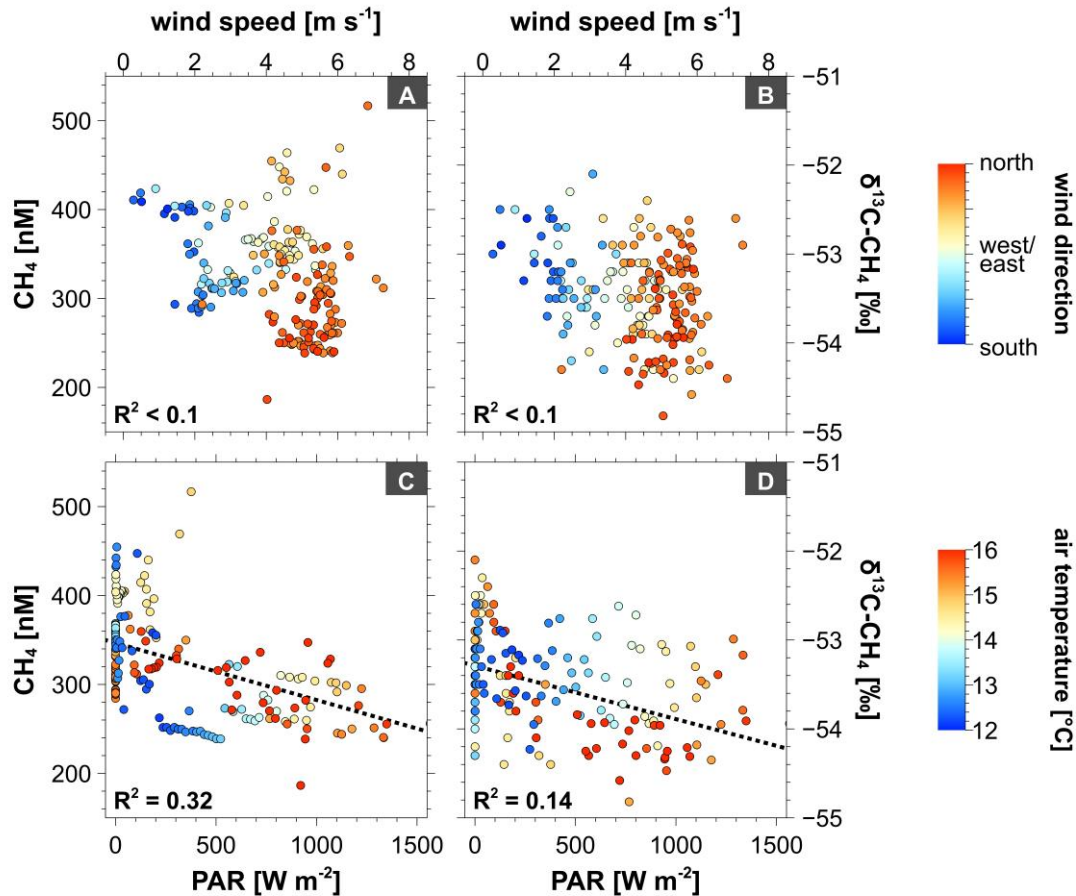 wind speed [m s⁻¹] wind speed [m s⁻¹]
0 2 4 6 8 0 2 4 6 8
A B
500
400
300
200
CH₄ [nM]
R² < 0.1 R² < 0.1
−51
−52
−53
−54
−55
δ¹³C-CH₄ [‰]
north
west/
east
south
wind direction
C D
500
400
300
200
CH₄ [nM]
R² = 0.32 R² = 0.14
−51
−52
−53
−54
−55
δ¹³C-CH₄ [‰]
16
15
14
13
12
air temperature [°C]
0 500 1000 1500 0 500 1000 1500
PAR [W m⁻²] PAR [W m⁻²]